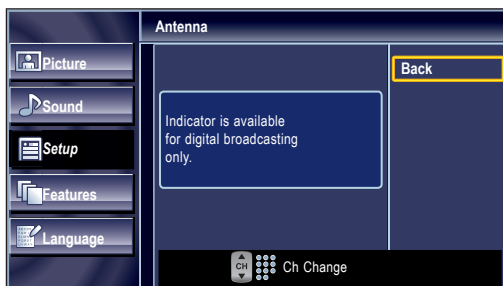 Antenna
Picture
Sound
Setup
Features
Language
Indicator is available
for digital broadcasting
only.
Back
CH
Ch Change